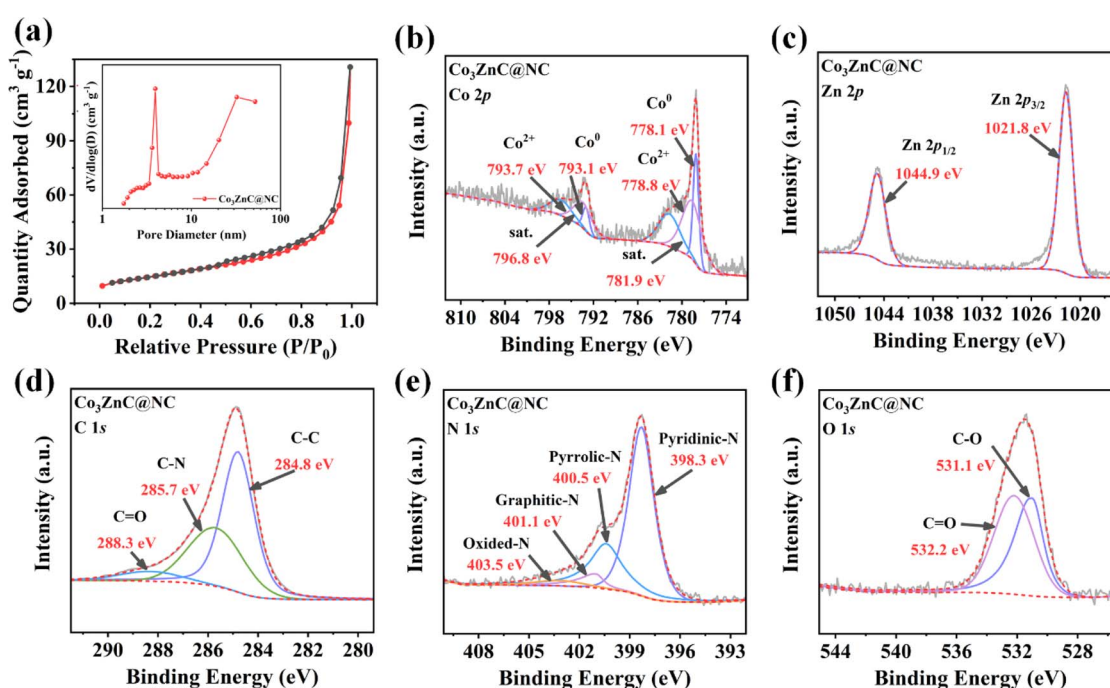 (a)
Quantity Adsorbed (cm³ g⁻¹)
120
90
60
30
0
0.0 0.2 0.4 0.6 0.8 1.0
Relative Pressure (P/P₀)
dV/dlog(D) (cm³ g⁻¹)
Co₃ZnC@NC
1 10 100
Pore Diameter (nm)
(b)
Co₃ZnC@NC
Co 2p
Co⁰
778.1 eV
Co²⁺
793.7 eV
Co⁰
793.1 eV
Co²⁺
778.8 eV
sat.
796.8 eV
sat.
781.9 eV
Intensity (a.u.)
810 804 798 792 786 780 774
Binding Energy (eV)
(c)
Co₃ZnC@NC
Zn 2p
Zn 2p₃/₂
1021.8 eV
Zn 2p₁/₂
1044.9 eV
Intensity (a.u.)
1050 1044 1038 1032 1026 1020
Binding Energy (eV)
(d)
Co₃ZnC@NC
C 1s
C-C
284.8 eV
C-N
285.7 eV
C=O
288.3 eV
Intensity (a.u.)
290 288 286 284 282 280
Binding Energy (eV)
(e)
Co₃ZnC@NC
N 1s
Pyridinic-N
398.3 eV
Pyrrolic-N
400.5 eV
Graphitic-N
401.1 eV
Oxided-N
403.5 eV
Intensity (a.u.)
408 405 402 399 396 393
Binding Energy (eV)
(f)
Co₃ZnC@NC
O 1s
C-O
531.1 eV
C=O
532.2 eV
Intensity (a.u.)
544 540 536 532 528
Binding Energy (eV)